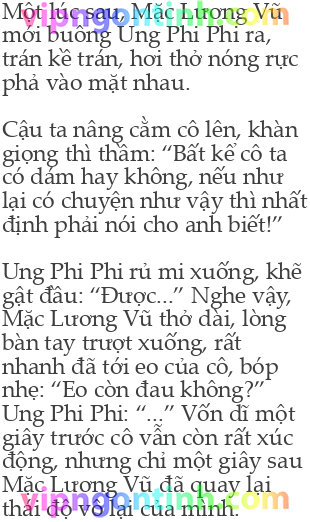 Một lúc sau, Mặc Lương Vũ
mới buông Ung Phi Phi ra,
trán kề trán, hơi thở nóng rực
phả vào mặt nhau.
Cậu ta nâng cằm cô lên, khàn
giọng thì thầm: “Bất kể cô ta
có dám hay không, nếu như
lại có chuyện như vậy thì nhất
định phải nói cho anh biết!”
Ung Phi Phi rủ mi xuống, khẽ
gật đầu: “Được...” Nghe vậy,
Mặc Lương Vũ thở dài, lòng
bàn tay trượt xuống, rất
nhanh đã tới eo của cô, bóp
nhẹ: “Eo còn đau không?”
Ung Phi Phi: “...” Vốn dĩ một
giây trước cô vẫn còn rất xúc
động, nhưng chỉ một giây sau
Mặc Lương Vũ đã quay lại
thái độ vô lại của mình.
vipngontinh.com
vipngontinh.com